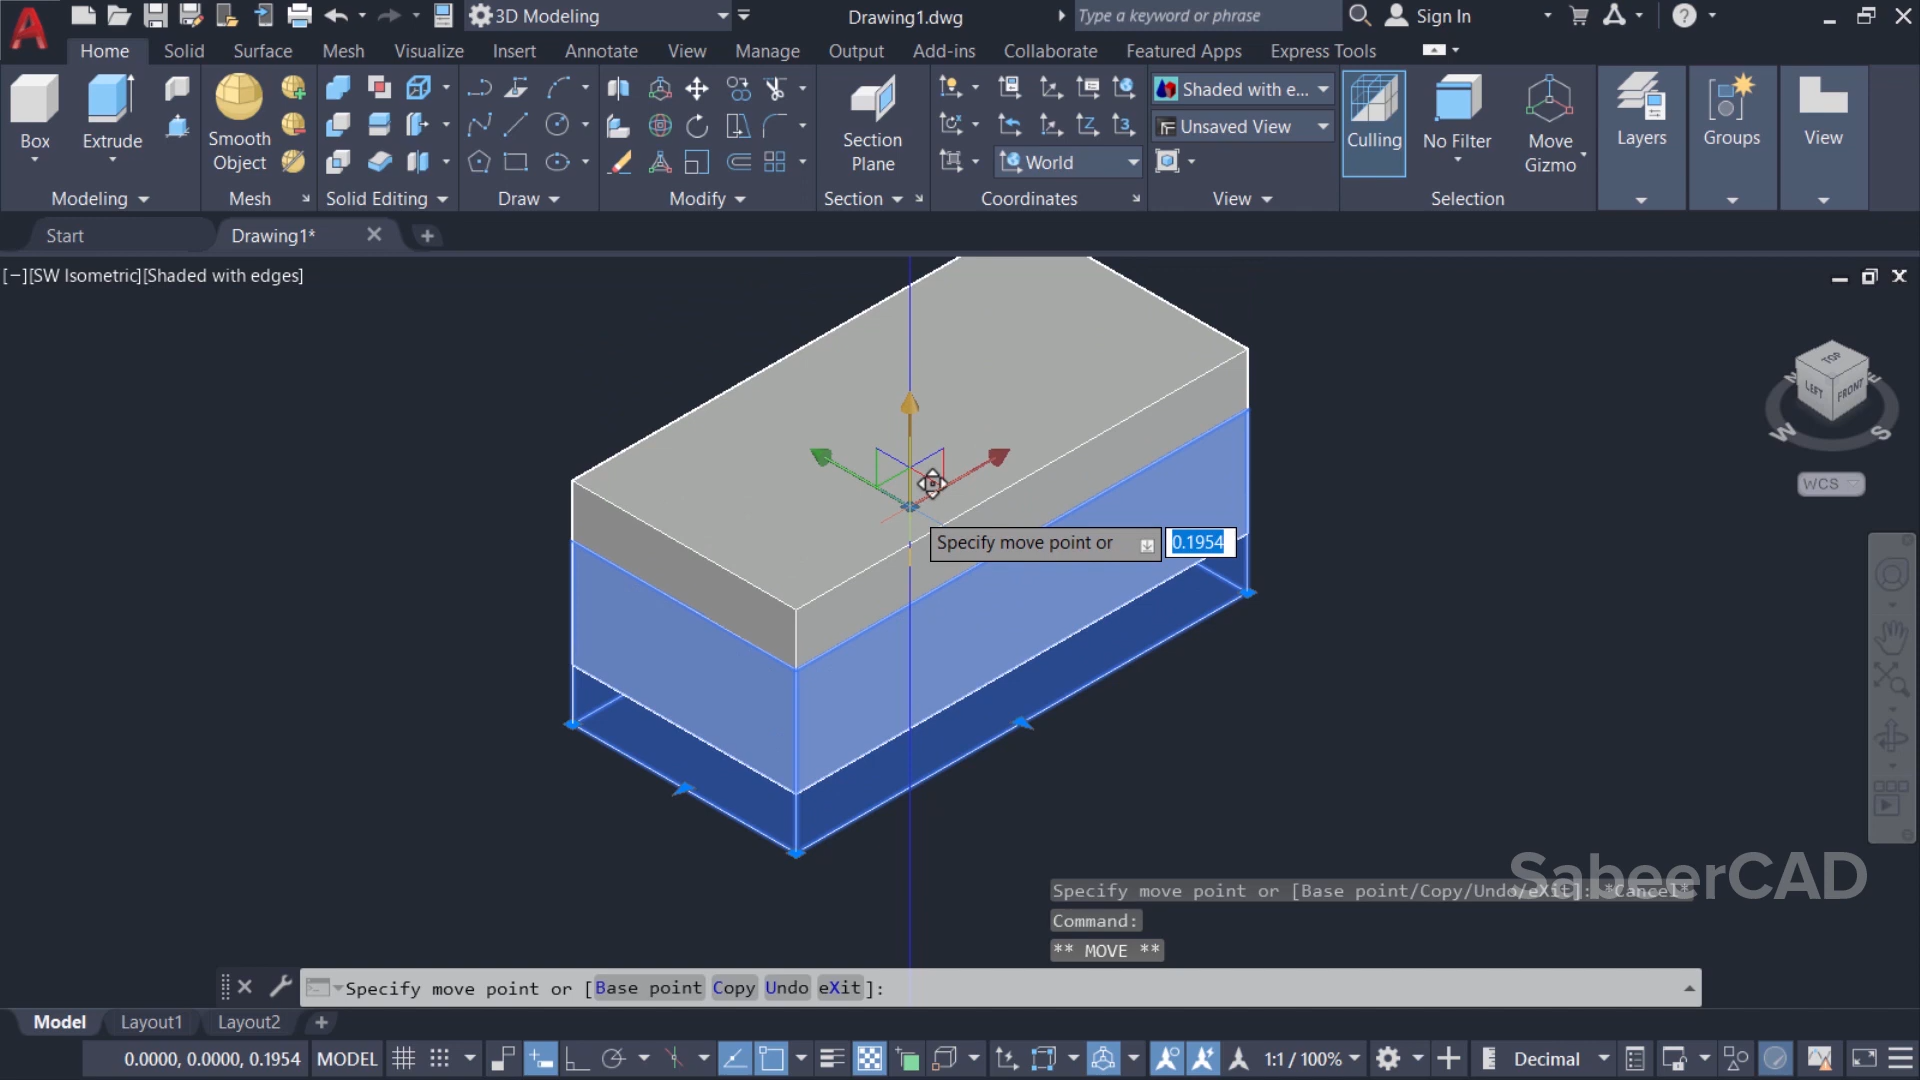 3D Modeling
Drawing1.dwg
Type a keyword or phrase
Sign In
Home
Solid
Surface
Mesh
Visualize
Insert
Annotate
View
Manage
Output
Add-ins
Collaborate
Featured Apps
Express Tools
Box
Extrude
Smooth
Object
Section
Plane
World
Shaded with e...
Unsaved View
Culling
No Filter
Move
Gizmo
Layers
Groups
View
Modeling
Mesh
Solid Editing
Draw
Modify
Section
Coordinates
View
Selection
Start
Drawing1*
[−][SW Isometric][Shaded with edges]
TOP
LEFT
FRONT
W
S
WCS
Specify move point or
0.1954
SabeerCAD
Specify move point or [Base point/Copy/Undo/eXit]: *Cancel*
Command:
** MOVE **
Specify move point or [Base point Copy Undo eXit]:
Model
Layout1
Layout2
0.0000, 0.0000, 0.1954
MODEL
1:1 / 100%
Decimal